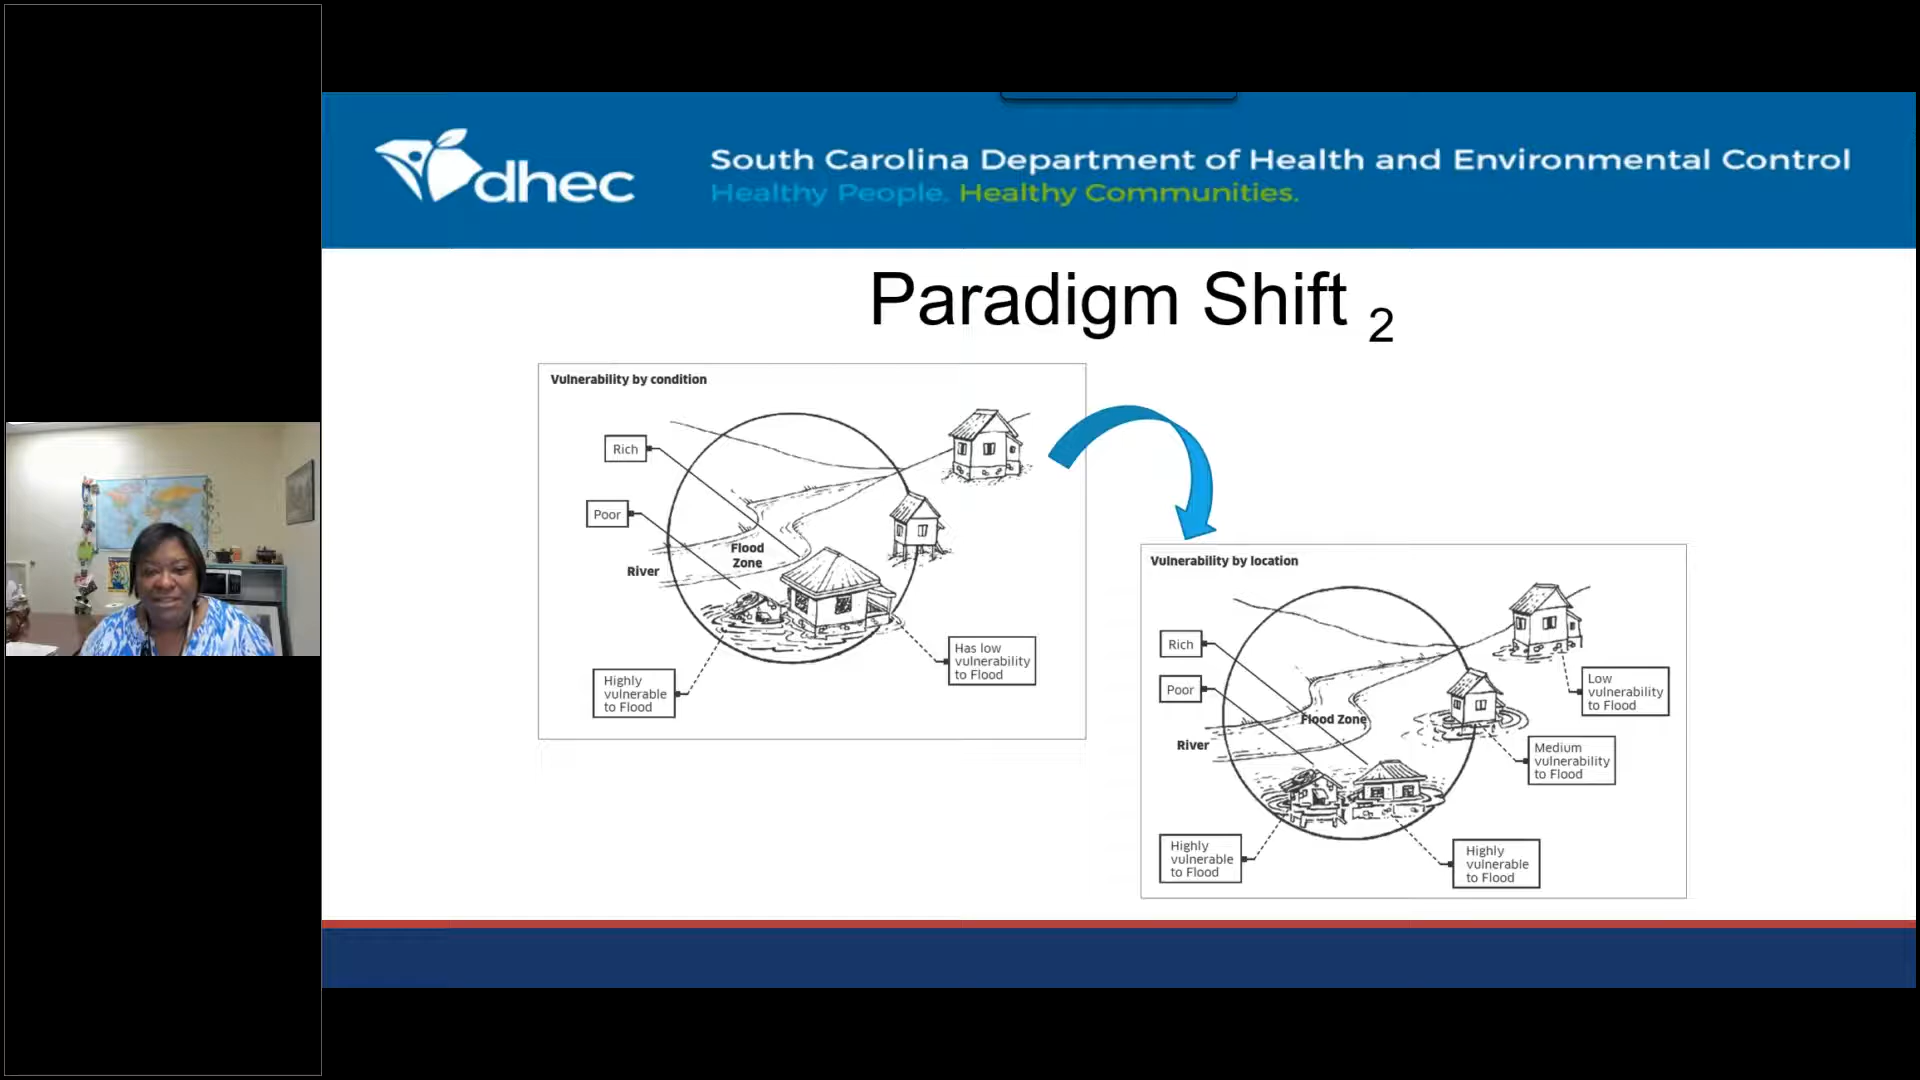 dhec
South Carolina Department of Health and Environmental Control
Healthy People. Healthy Communities.
Paradigm Shift 2
Vulnerability by condition
Rich
Poor
Flood
Zone
River
Has low
vulnerability
to Flood
Highly
vulnerable
to Flood
Vulnerability by location
Rich
Poor
Flood Zone
River
Low
vulnerability
to Flood
Medium
vulnerability
to Flood
Highly
vulnerable
to Flood
Highly
vulnerable
to Flood